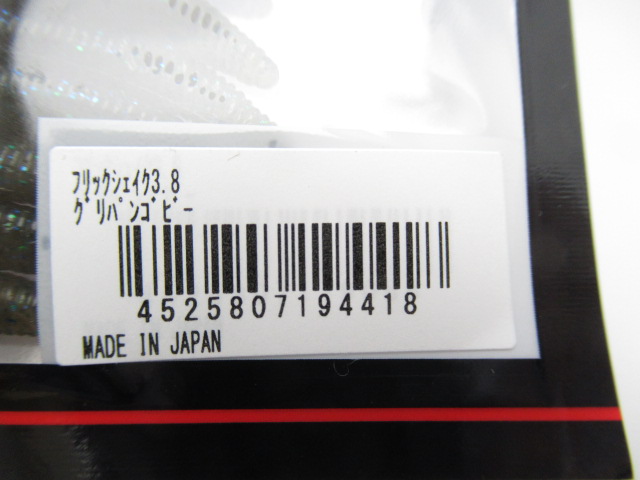 ﾌﾘｯｸｼｪｲｸ3.8
ｸﾞﾘﾊﾟﾝｺﾞﾋﾞｰ
4525807194418
MADE IN JAPAN